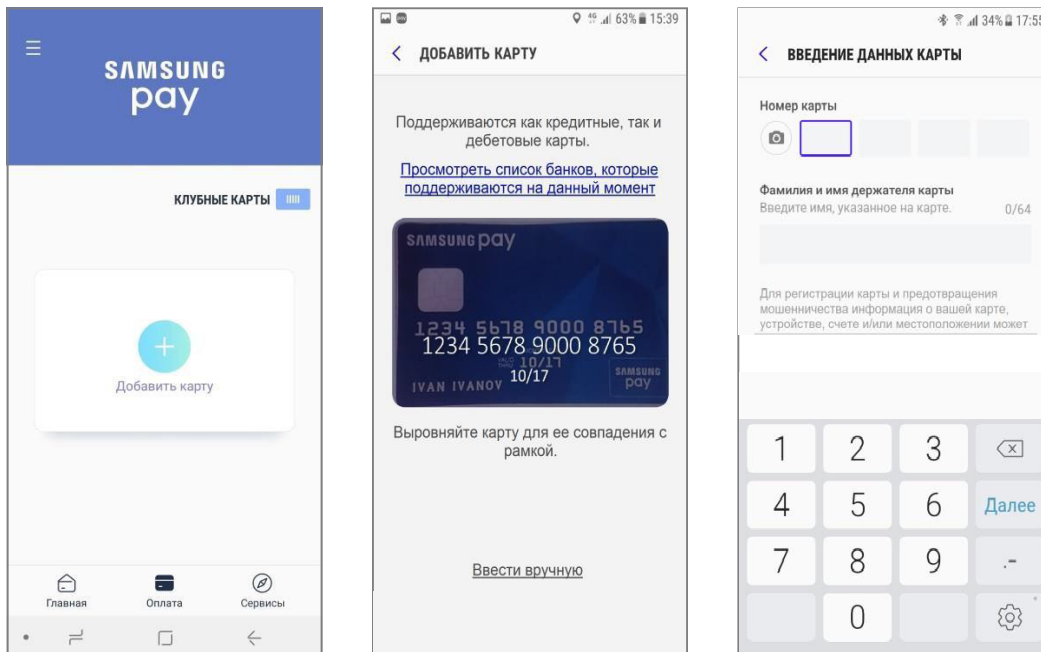 SAMSUNG
pay
КЛУБНЫЕ КАРТЫ
Добавить карту
Главная
Оплата
Сервисы
4G 63% 15:39
ДОБАВИТЬ КАРТУ
Поддерживаются как кредитные, так и
дебетовые карты.
Просмотреть список банков, которые
поддерживаются на данный момент
SAMSUNG pay
1234 5678 9000 8765
1234 5678 9000 8765
VALID THRU 10/17
10/17
IVAN IVANOV
SAMSUNG
pay
Выровняйте карту для ее совпадения с
рамкой.
Ввести вручную
34% 17:55
ВВЕДЕНИЕ ДАННЫХ КАРТЫ
Номер карты
Фамилия и имя держателя карты
Введите имя, указанное на карте. 0/64
Для регистрации карты и предотвращения
мошенничества информация о вашей карте,
устройстве, счете и/или местоположении может
1 2 3
4 5 6 Далее
7 8 9 .-
0